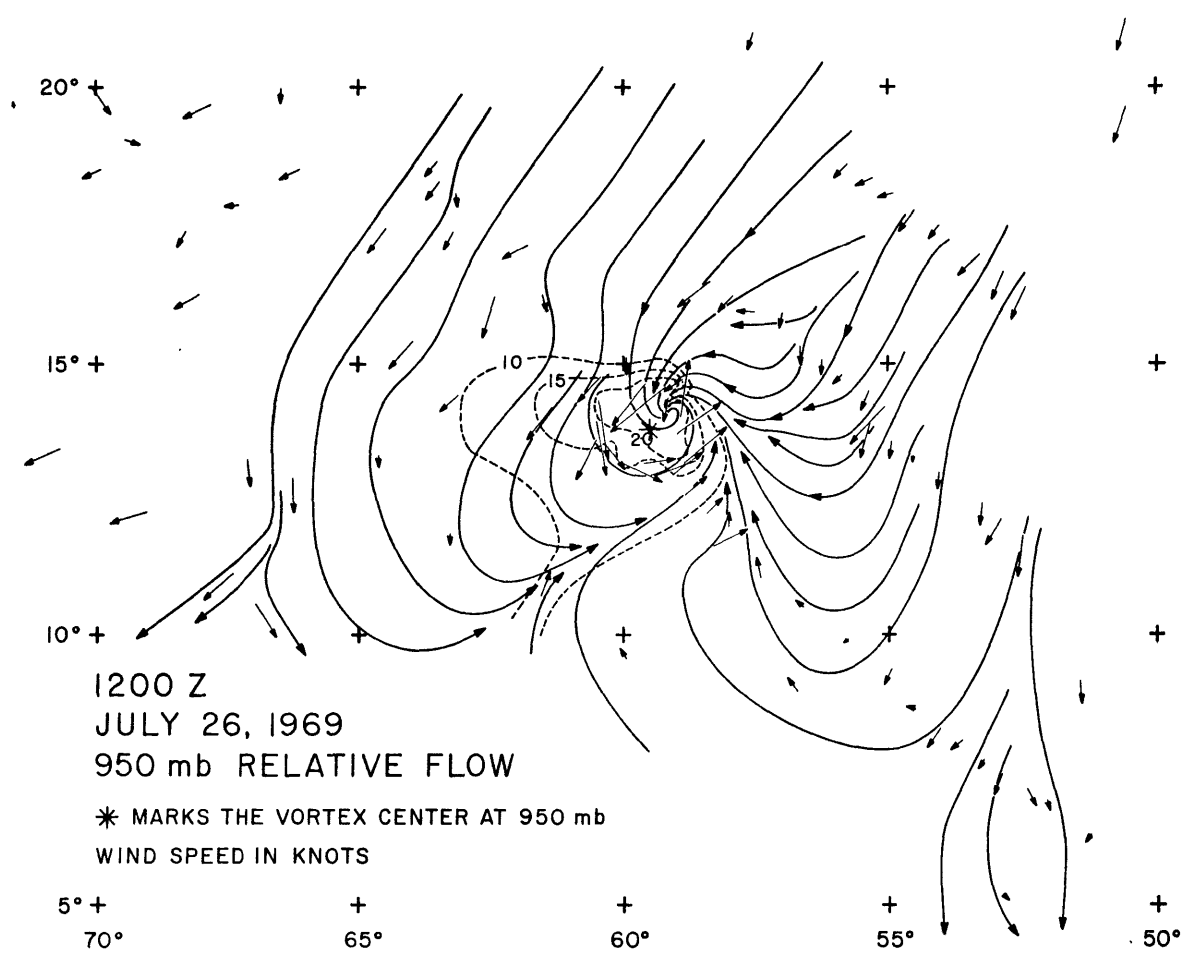 20°
10
15°
15
20
10°
1200 Z
JULY 26, 1969
950 mb RELATIVE FLOW
✳ MARKS THE VORTEX CENTER AT 950 mb
WIND SPEED IN KNOTS
5°
70° 65° 60° 55° 50°